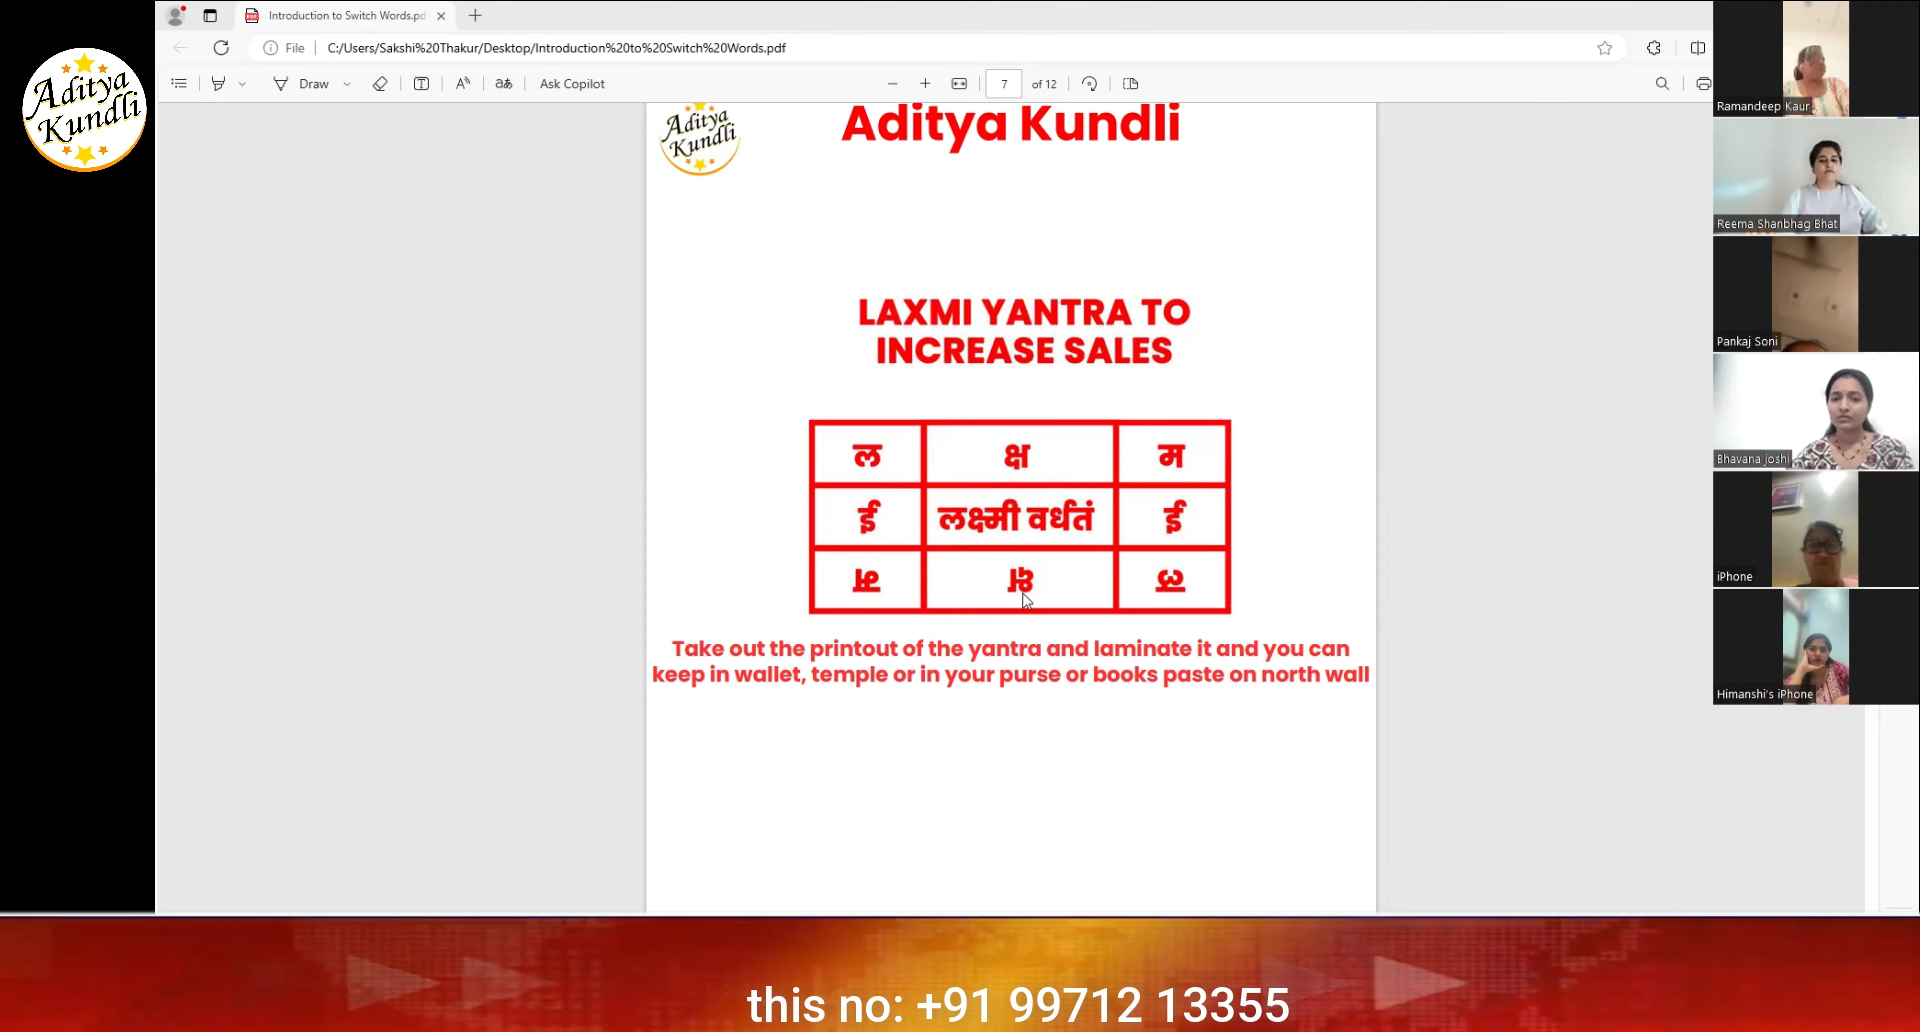 Introduction to Switch Words.pd
File
C:/Users/Sakshi%20Thakur/Desktop/Introduction%20to%20Switch%20Words.pdf
Draw
Ask Copilot
7 of 12
Aditya Kundli
Aditya Kundli
Aditya Kundli
LAXMI YANTRA TO
INCREASE SALES
ल क्ष म
ई लक्ष्मी वर्धतं ई
म क्ष ल
Take out the printout of the yantra and laminate it and you can
keep in wallet, temple or in your purse or books paste on north wall
Ramandeep Kaur
Reema Shanbhag Bhat
Pankaj Soni
Bhavana joshi
iPhone
Himanshi's iPhone
this no: +91 99712 13355